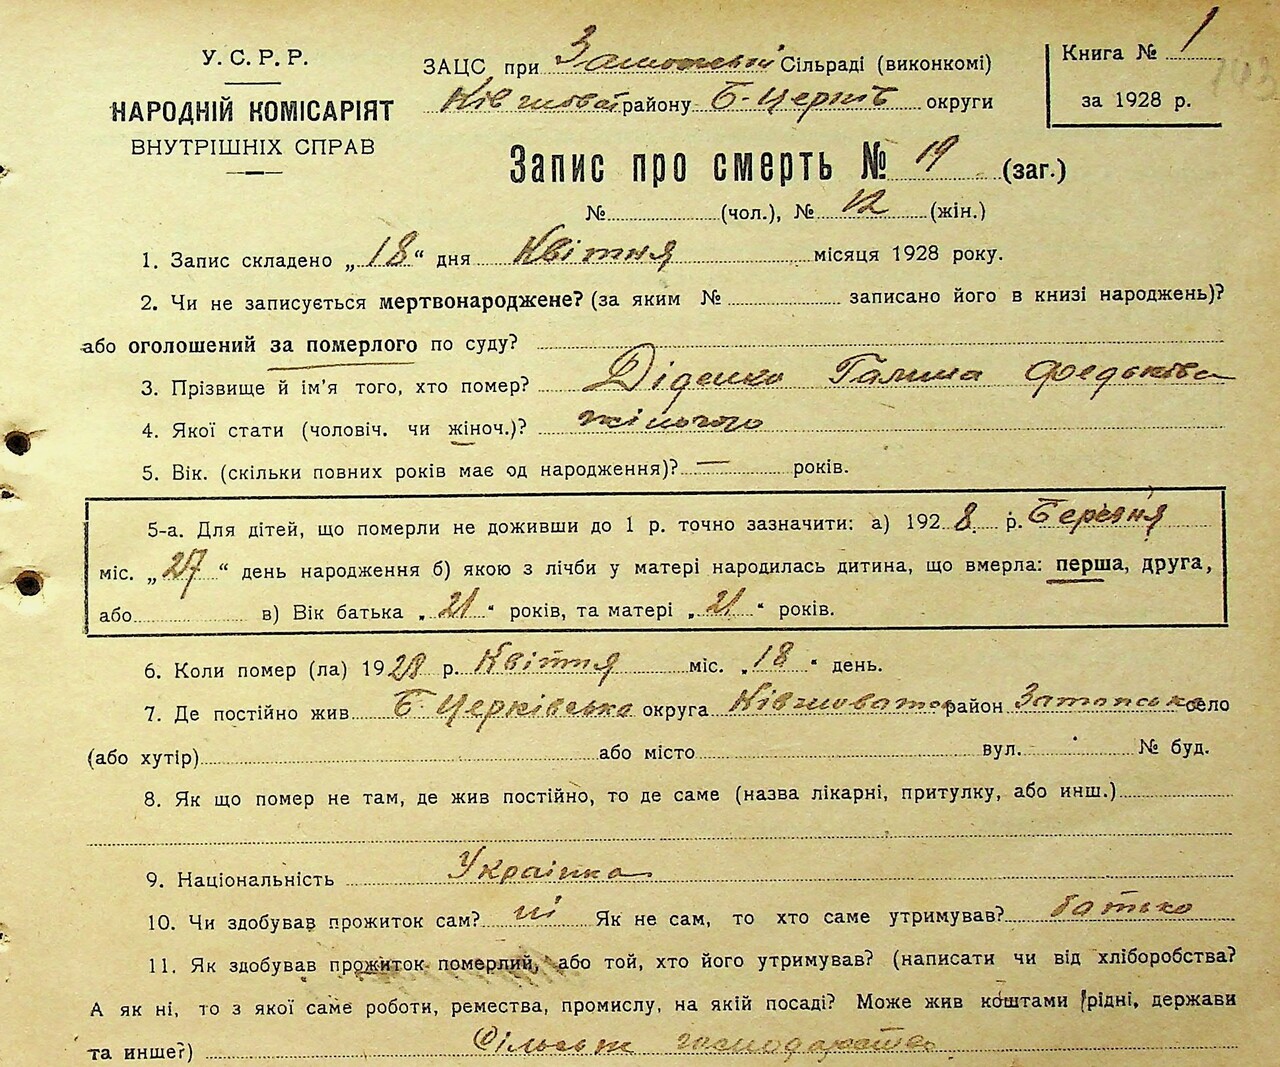 У. С. Р. Р.
НАРОДНІЙ КОМІСАРІЯТ
ВНУТРІШНІХ СПРАВ
ЗАЦС при Сільраді (виконкомі)
району Б-Церків округи
Книга № 1
за 1928 р.
Запис про смерть № 19 (заг.)
№ (чол.), № 12 (жін.)
1. Запис складено „18“ дня Квітня місяця 1928 року.
2. Чи не записується мертвонароджене? (за яким № записано його в книзі народжень)?
або оголошений за померлого по суду?
3. Прізвище й ім'я того, хто помер? Діденко Галина Федьківа
4. Якої стати (чоловіч. чи жіноч.)? жіночого
5. Вік. (скільки повних років має од народження)? — років.
5-а. Для дітей, що померли не доживши до 1 р. точно зазначити: а) 1928 р. Березня
міс. „27“ день народження б) якою з лічби у матері народилась дитина, що вмерла: перша, друга,
або в) Вік батька „21“ років, та матері „21“ років.
6. Коли помер (ла) 1928 р. Квітня міс. „18“ день.
7. Де постійно жив Б-Церківська округа район село
(або хутір) або місто вул. № буд.
8. Як що помер не там, де жив постійно, то де саме (назва лікарні, притулку, або инш.)
9. Національність Українка
10. Чи здобував прожиток сам? ні Як не сам, то хто саме утримував? батько
11. Як здобував прожиток померлий, або той, хто його утримував? (написати чи від хліборобства?
А як ні, то з якої саме роботи, ремества, промислу, на якій посаді? Може жив коштами рідні, держави
та инше?) Сільськ господарство